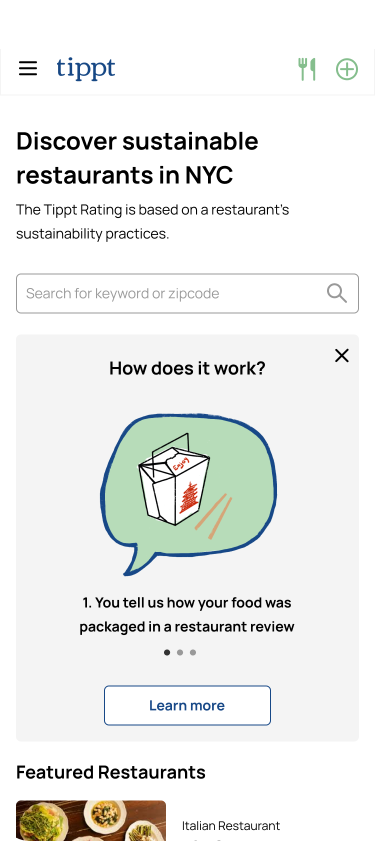 tippt
Discover sustainable
restaurants in NYC
The Tippt Rating is based on a restaurant's
sustainability practices.
Search for keyword or zipcode
How does it work?
Enjoy
1. You tell us how your food was
packaged in a restaurant review
Learn more
Featured Restaurants
Italian Restaurant